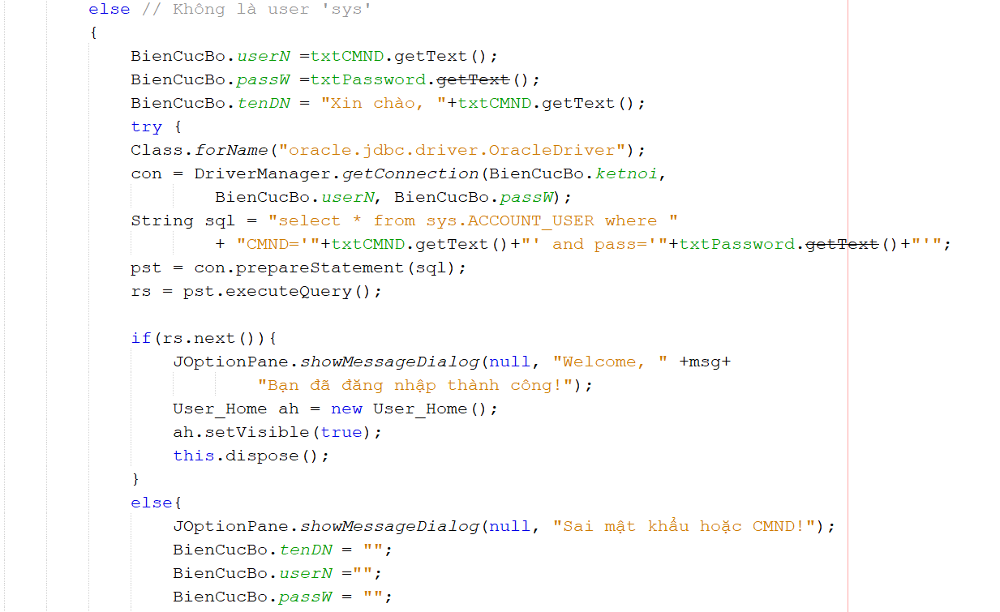 else // Không là user 'sys'
{
BienCucBo.userN =txtCMND.getText();
BienCucBo.passW =txtPassword.getText();
BienCucBo.tenDN = "Xin chào, "+txtCMND.getText();
try {
Class.forName("oracle.jdbc.driver.OracleDriver");
con = DriverManager.getConnection(BienCucBo.ketnoi,
BienCucBo.userN, BienCucBo.passW);
String sql = "select * from sys.ACCOUNT_USER where "
+ "CMND='"+txtCMND.getText()+"' and pass='"+txtPassword.getText()+"'";
pst = con.prepareStatement(sql);
rs = pst.executeQuery();
if(rs.next()){
JOptionPane.showMessageDialog(null, "Welcome, " +msg+
"Bạn đã đăng nhập thành công!");
User_Home ah = new User_Home();
ah.setVisible(true);
this.dispose();
}
else{
JOptionPane.showMessageDialog(null, "Sai mật khẩu hoặc CMND!");
BienCucBo.tenDN = "";
BienCucBo.userN ="";
BienCucBo.passW = "";